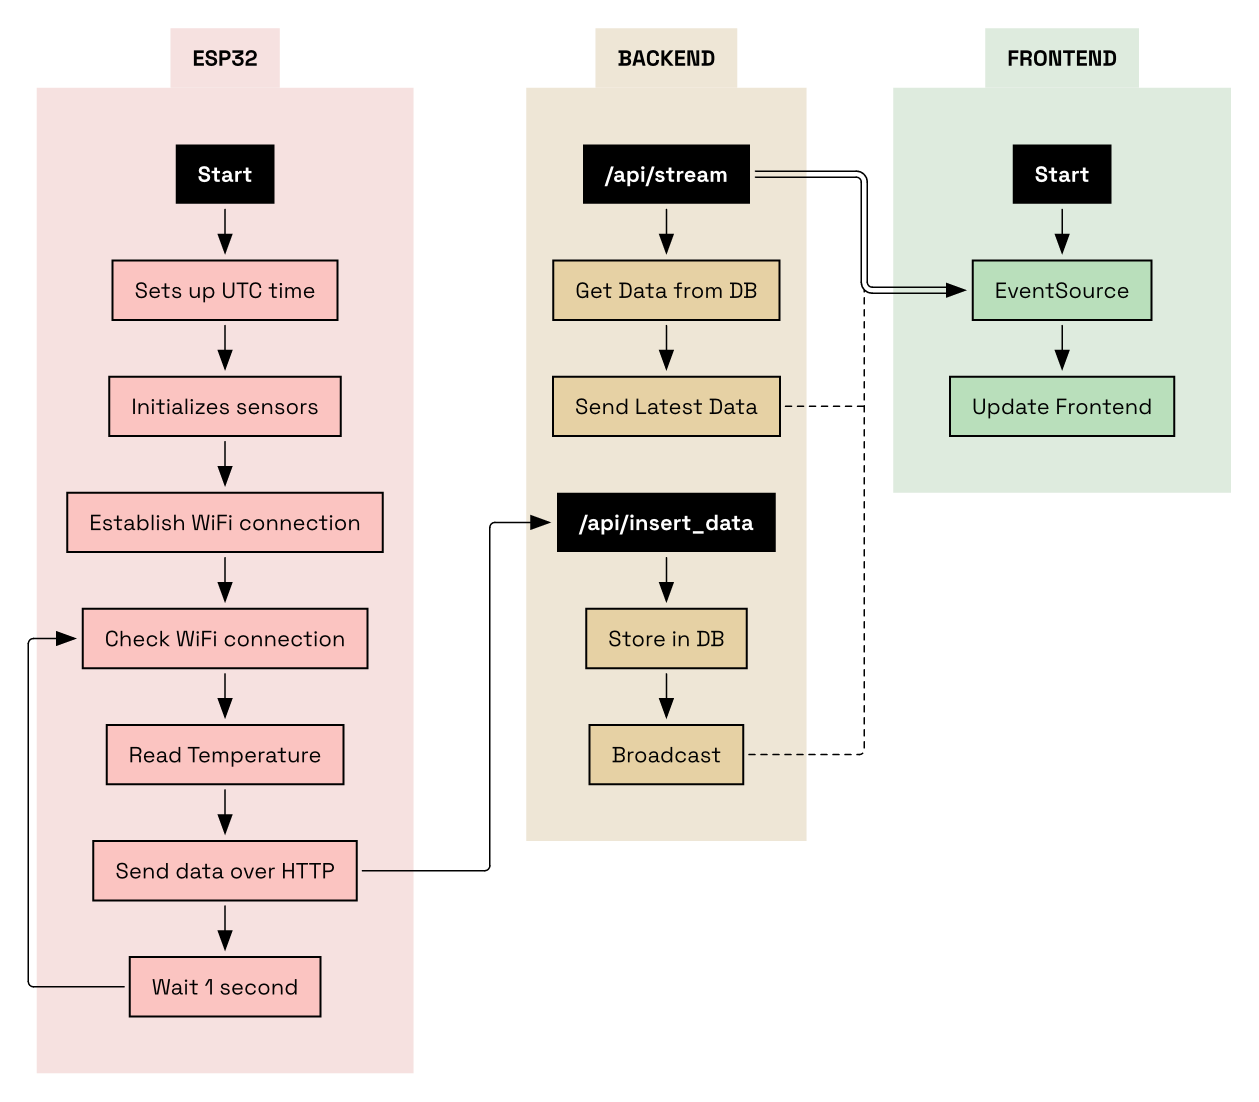 ESP32
Start
Sets up UTC time
Initializes sensors
Establish WiFi connection
Check WiFi connection
Read Temperature
Send data over HTTP
Wait 1 second
BACKEND
/api/stream
Get Data from DB
Send Latest Data
/api/insert_data
Store in DB
Broadcast
FRONTEND
Start
EventSource
Update Frontend